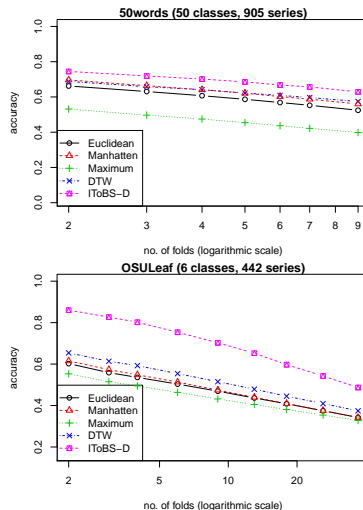 50words (50 classes, 905 series)
accuracy
1.0
0.8
0.6
0.4
0.2
0.0
Euclidean
Manhatten
Maximum
DTW
IToBS-D
2 3 4 5 6 7 8 9
no. of folds (logarithmic scale)
OSULeaf (6 classes, 442 series)
accuracy
1.0
0.8
0.6
0.4
0.2
Euclidean
Manhatten
Maximum
DTW
IToBS-D
2 5 10 20
no. of folds (logarithmic scale)